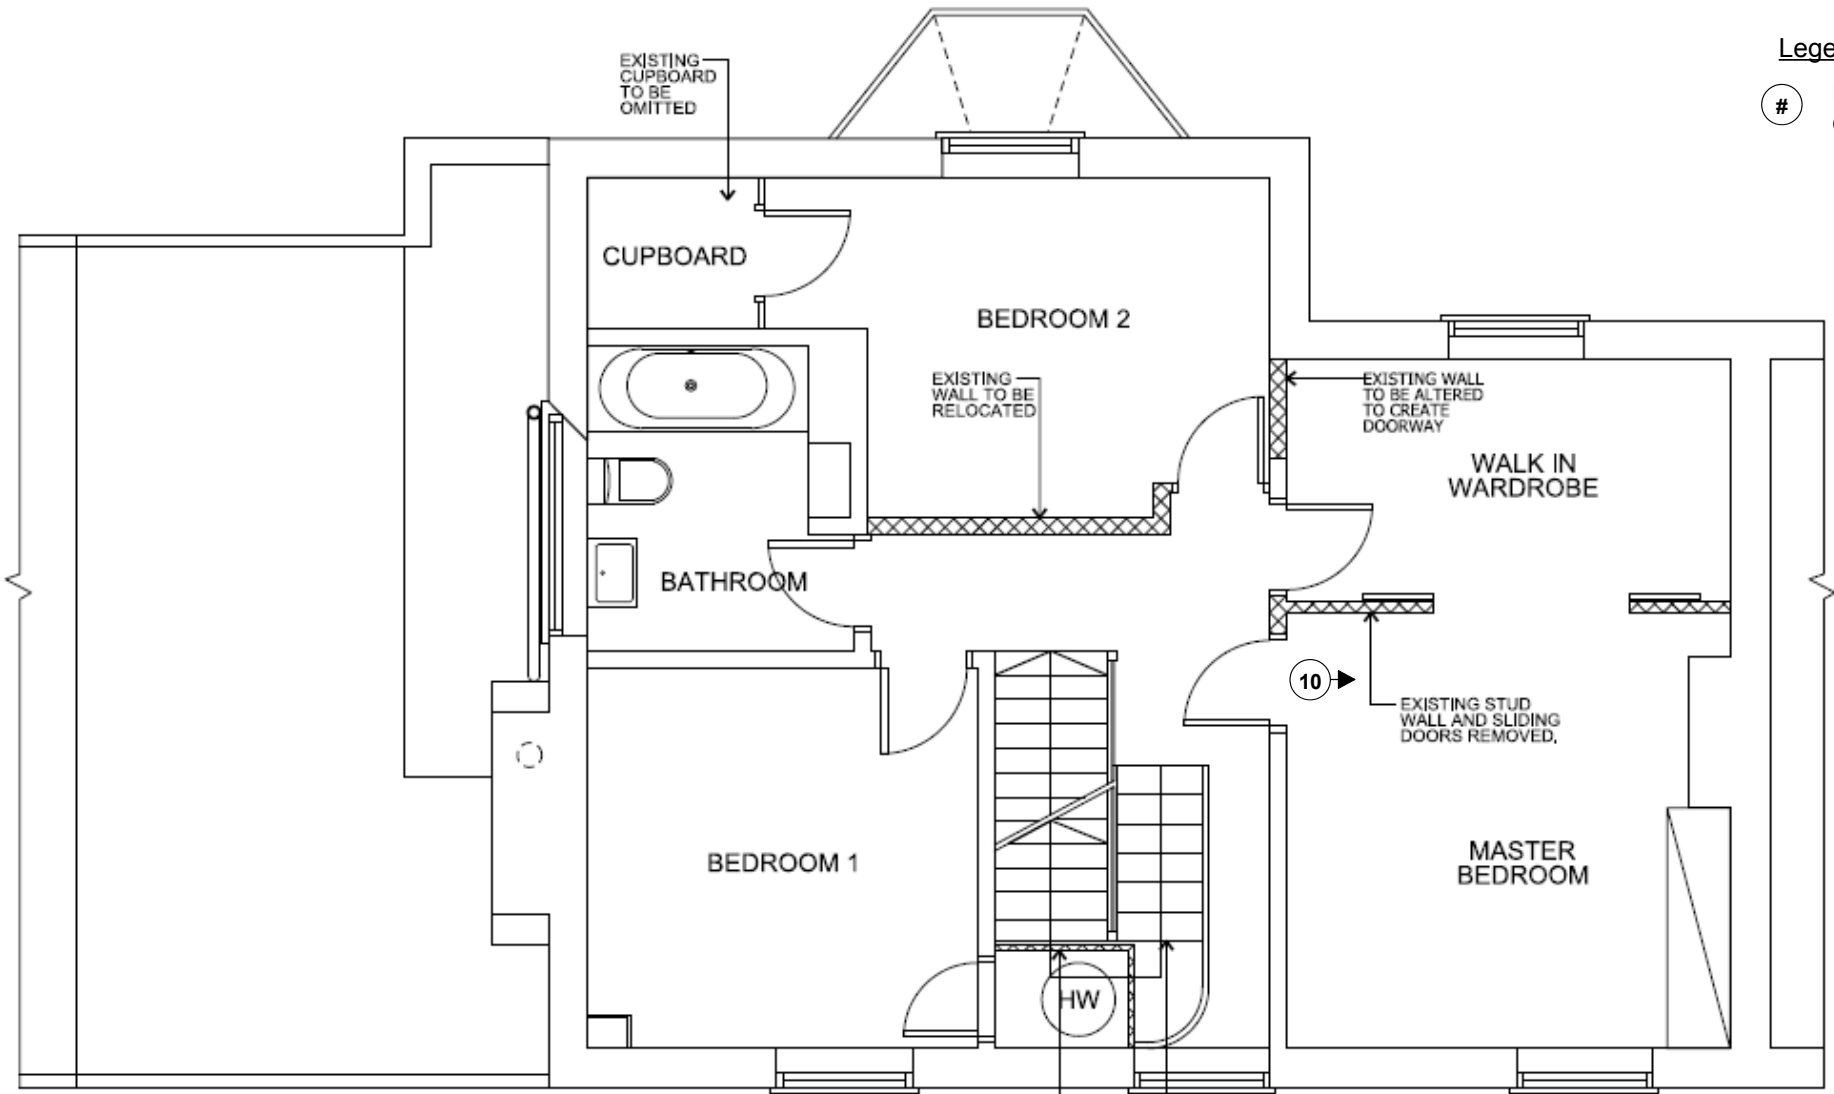 EXISTING
CUPBOARD
TO BE
OMITTED
Lege
#
CUPBOARD
BEDROOM 2
EXISTING
WALL TO BE
RELOCATED
EXISTING WALL
TO BE ALTERED
TO CREATE
DOORWAY
WALK IN
WARDROBE
BATHROOM
10
EXISTING STUD
WALL AND SLIDING
DOORS REMOVED.
BEDROOM 1
MASTER
BEDROOM
HW